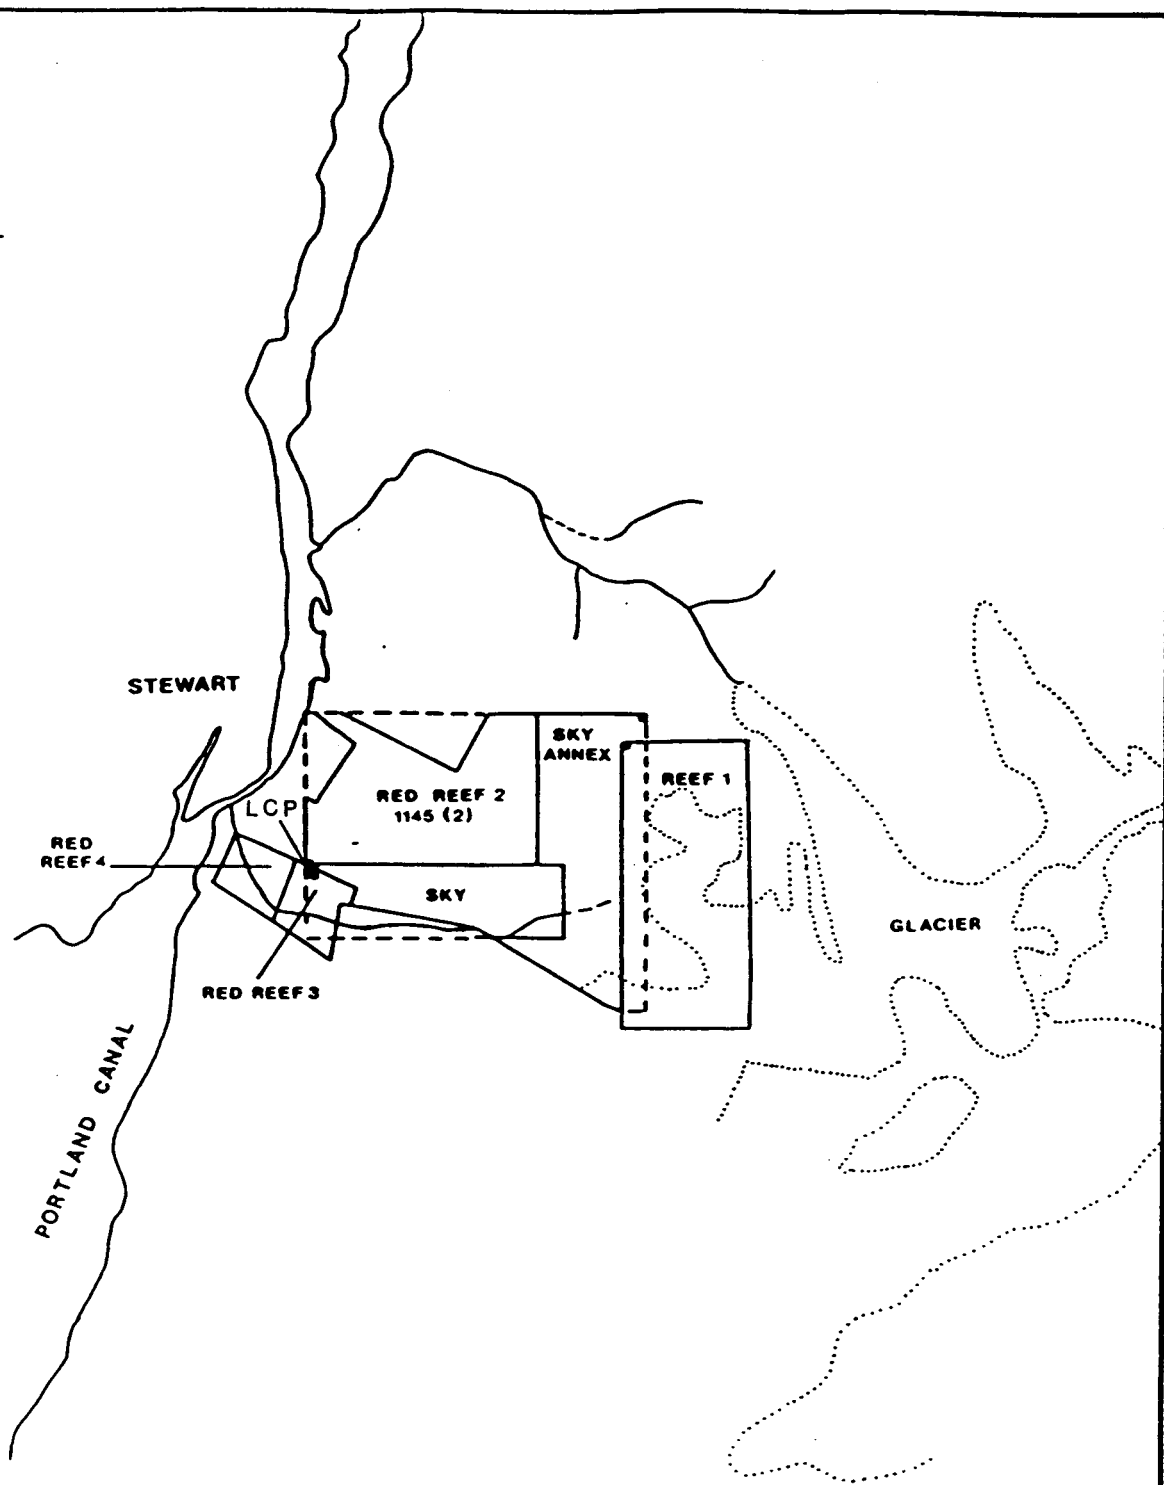 STEWART
SKY
ANNEX
REEF 1
RED REEF 2
1145 (2)
LCP
RED
REEF 4
SKY
GLACIER
RED REEF 3
PORTLAND CANAL